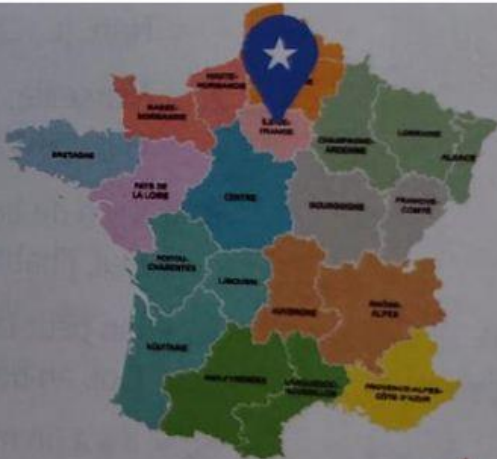 HAUTE-
NORMANDIE
BASSE-
NORMANDIE
ÎLE-DE-
FRANCE
CHAMPAGNE-
ARDENNE
LORRAINE
ALSACE
BRETAGNE
PAYS DE
LA LOIRE
CENTRE
BOURGOGNE
FRANCHE-
COMTÉ
POITOU-
CHARENTES
LIMOUSIN
AUVERGNE
RHÔNE-
ALPES
AQUITAINE
MIDI-PYRÉNÉES
LANGUEDOC-
ROUSSILLON
PROVENCE-ALPES-
CÔTE-D'AZUR